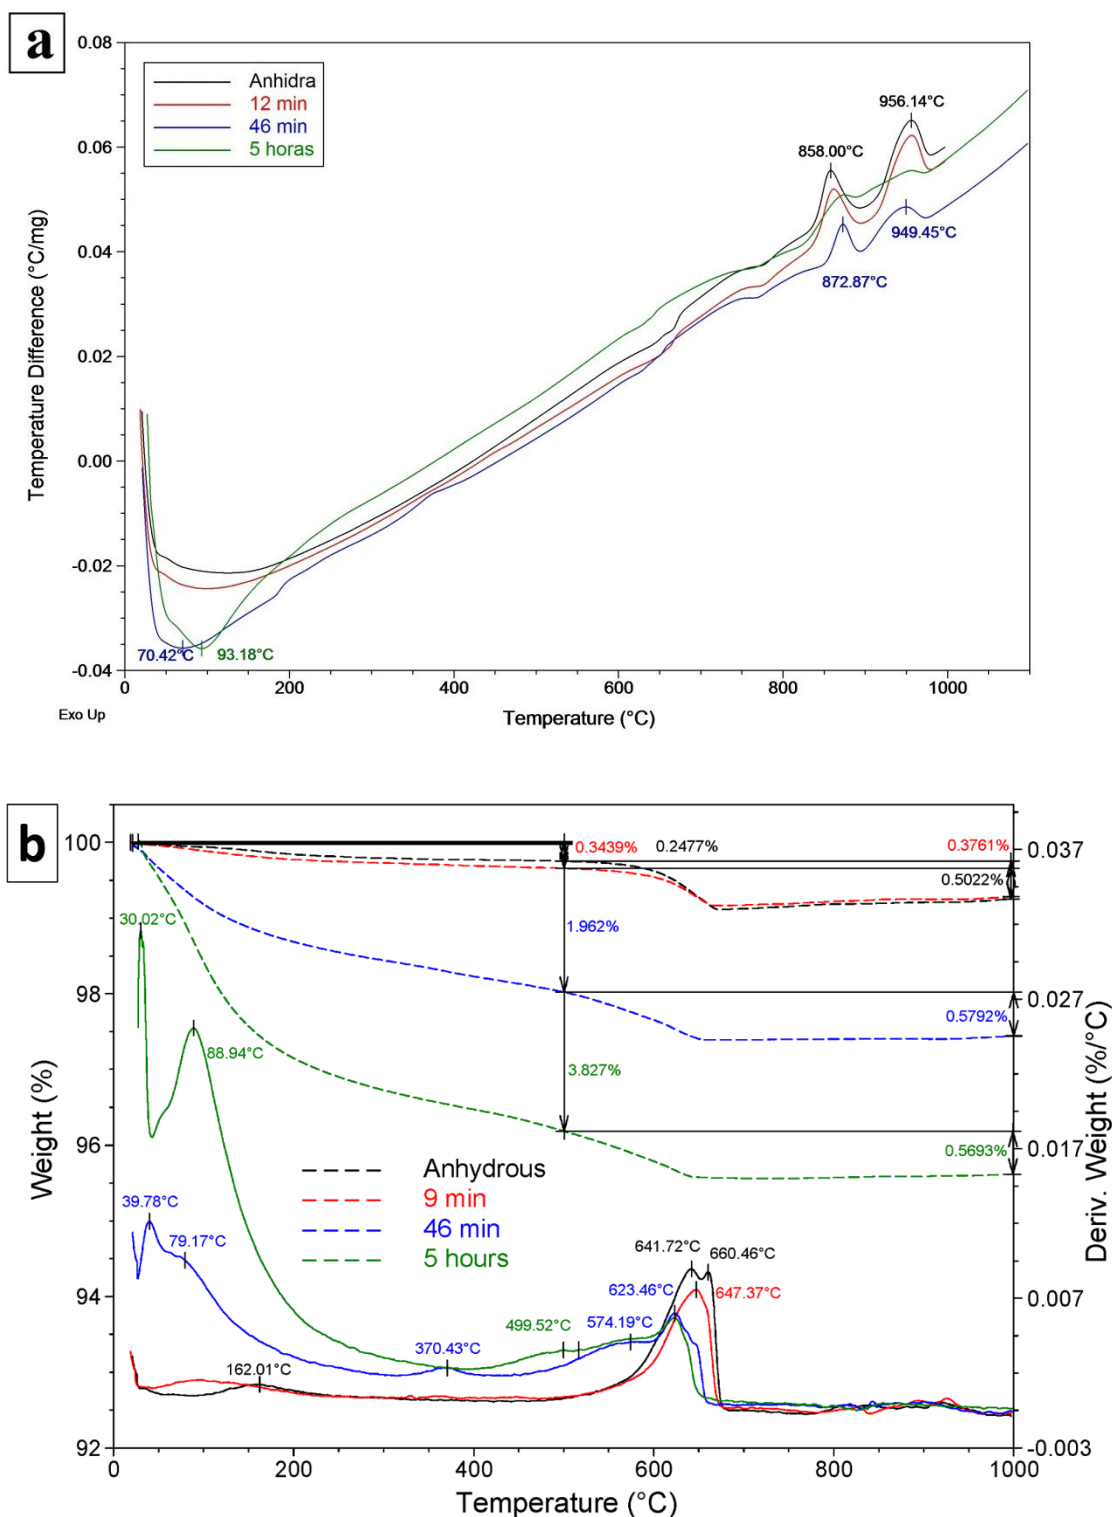 a
0.08
0.06
0.04
0.02
0.00
-0.02
-0.04
Temperature Difference (°C/mg)
Anhidra
12 min
46 min
5 horas
956.14°C
858.00°C
949.45°C
872.87°C
70.42°C
93.18°C
0
200
400
600
800
1000
Exo Up
Temperature (°C)
b
100
98
96
94
92
Weight (%)
0.3439%
0.2477%
0.3761%
0.5022%
1.962%
0.5792%
3.827%
0.5693%
30.02°C
88.94°C
Anhydrous
9 min
46 min
5 hours
39.78°C
79.17°C
641.72°C
660.46°C
623.46°C
647.37°C
499.52°C
574.19°C
370.43°C
162.01°C
0.037
0.027
0.017
0.007
-0.003
Deriv. Weight (%/°C)
0
200
400
600
800
1000
Temperature (°C)